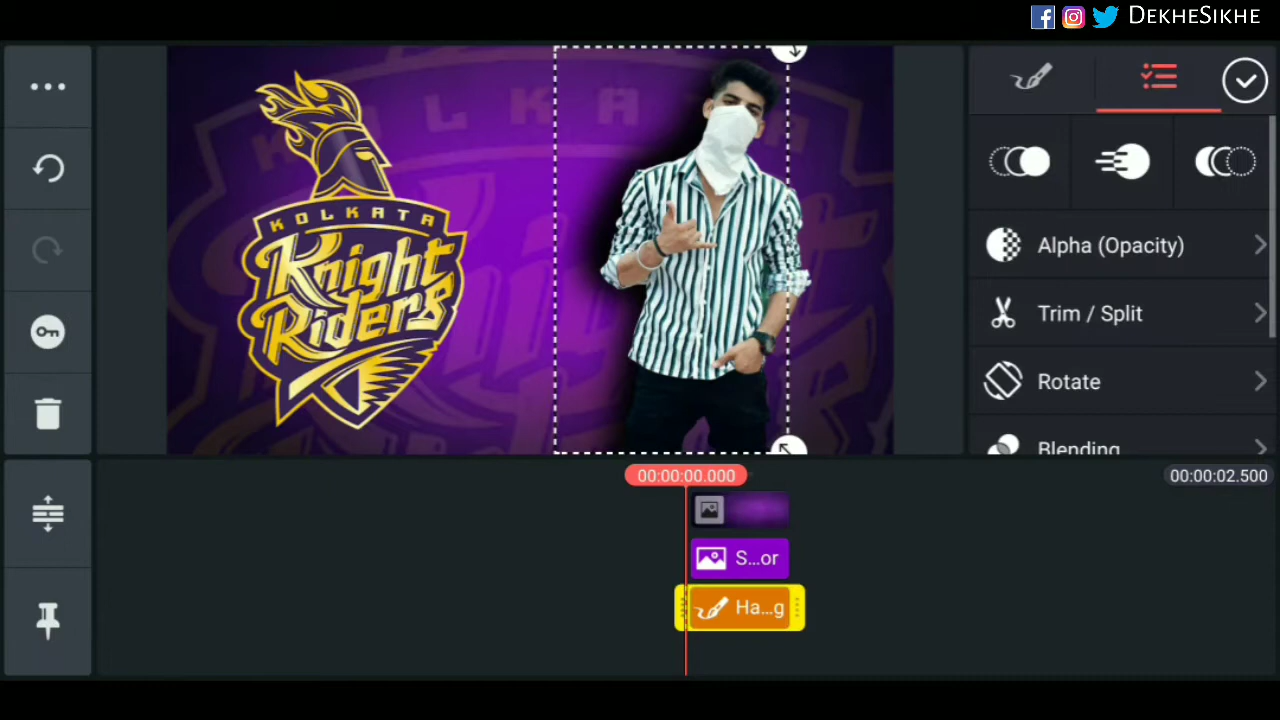 DEKHESIKHE
KOLKATA
KOLKATA
Knight
Riders
Alpha (Opacity)
Trim / Split
Rotate
Blending
00:00:00.000
00:00:02.500
S...or
Ha...g